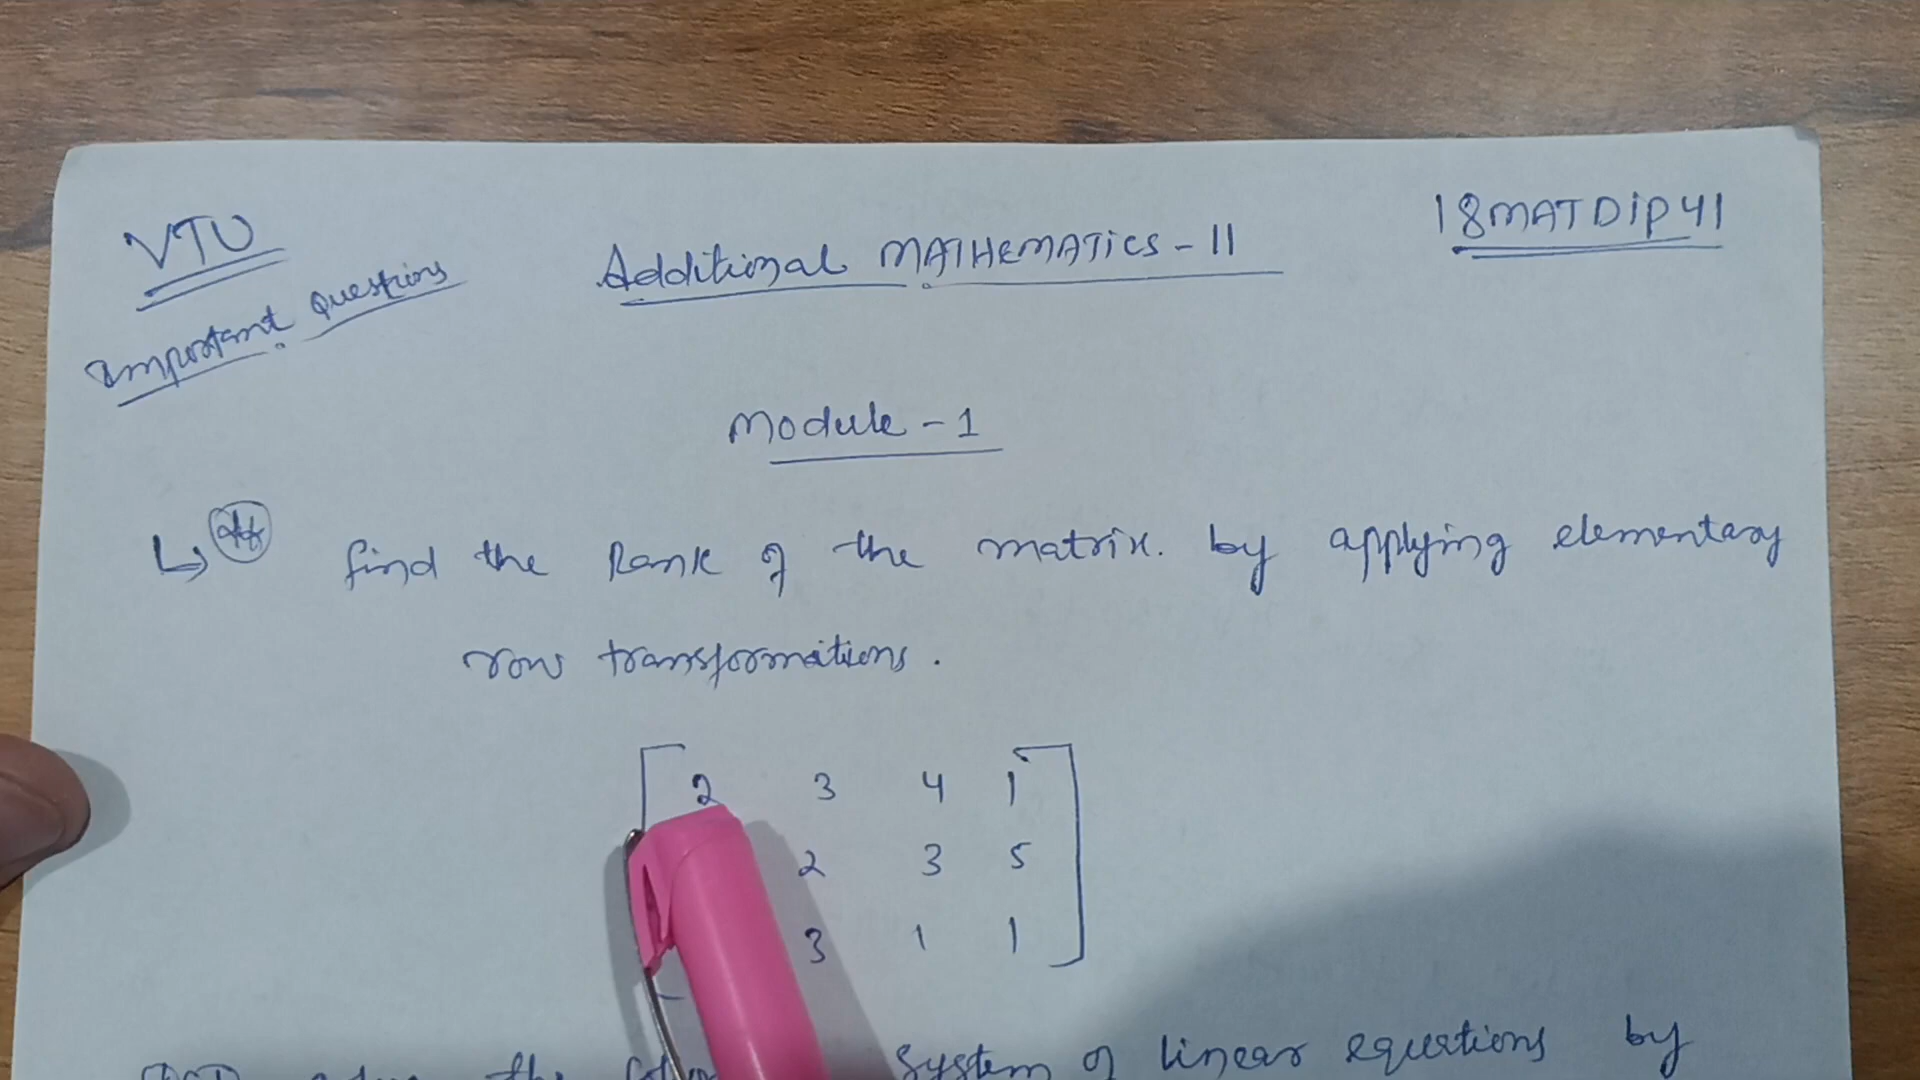 VTU
Important Questions
Additional MATHEMATICS - II
18MATDIP41
Module - 1
Find the Rank of the matrix. by applying elementary
row transformations.
2 3 4 1
2 3 5
3 1 1
the system of linear equations by